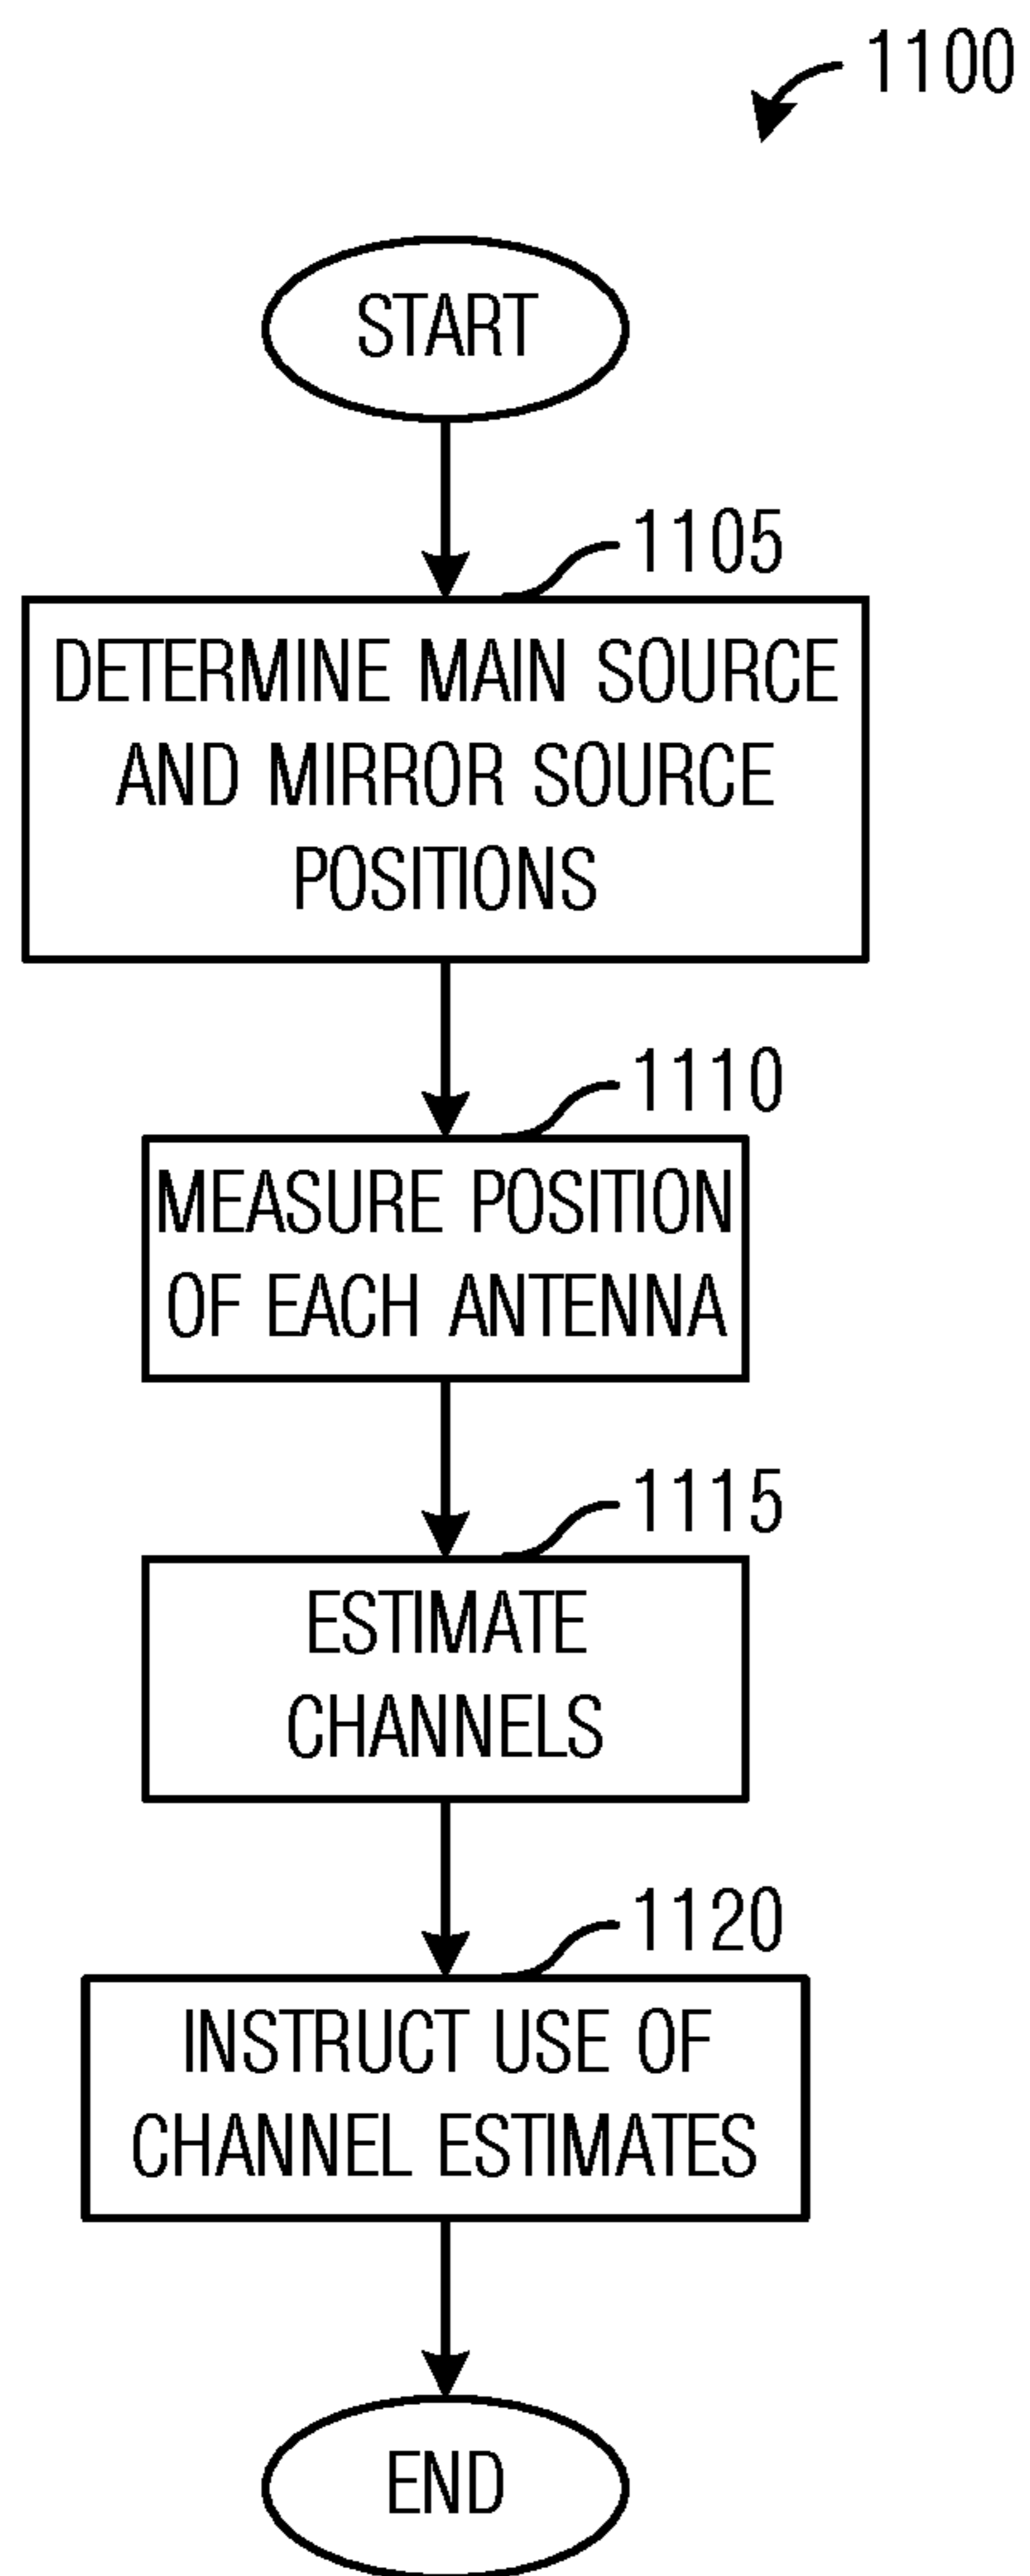 1100
START
1105
DETERMINE MAIN SOURCE
AND MIRROR SOURCE
POSITIONS
1110
MEASURE POSITION
OF EACH ANTENNA
1115
ESTIMATE
CHANNELS
1120
INSTRUCT USE OF
CHANNEL ESTIMATES
END